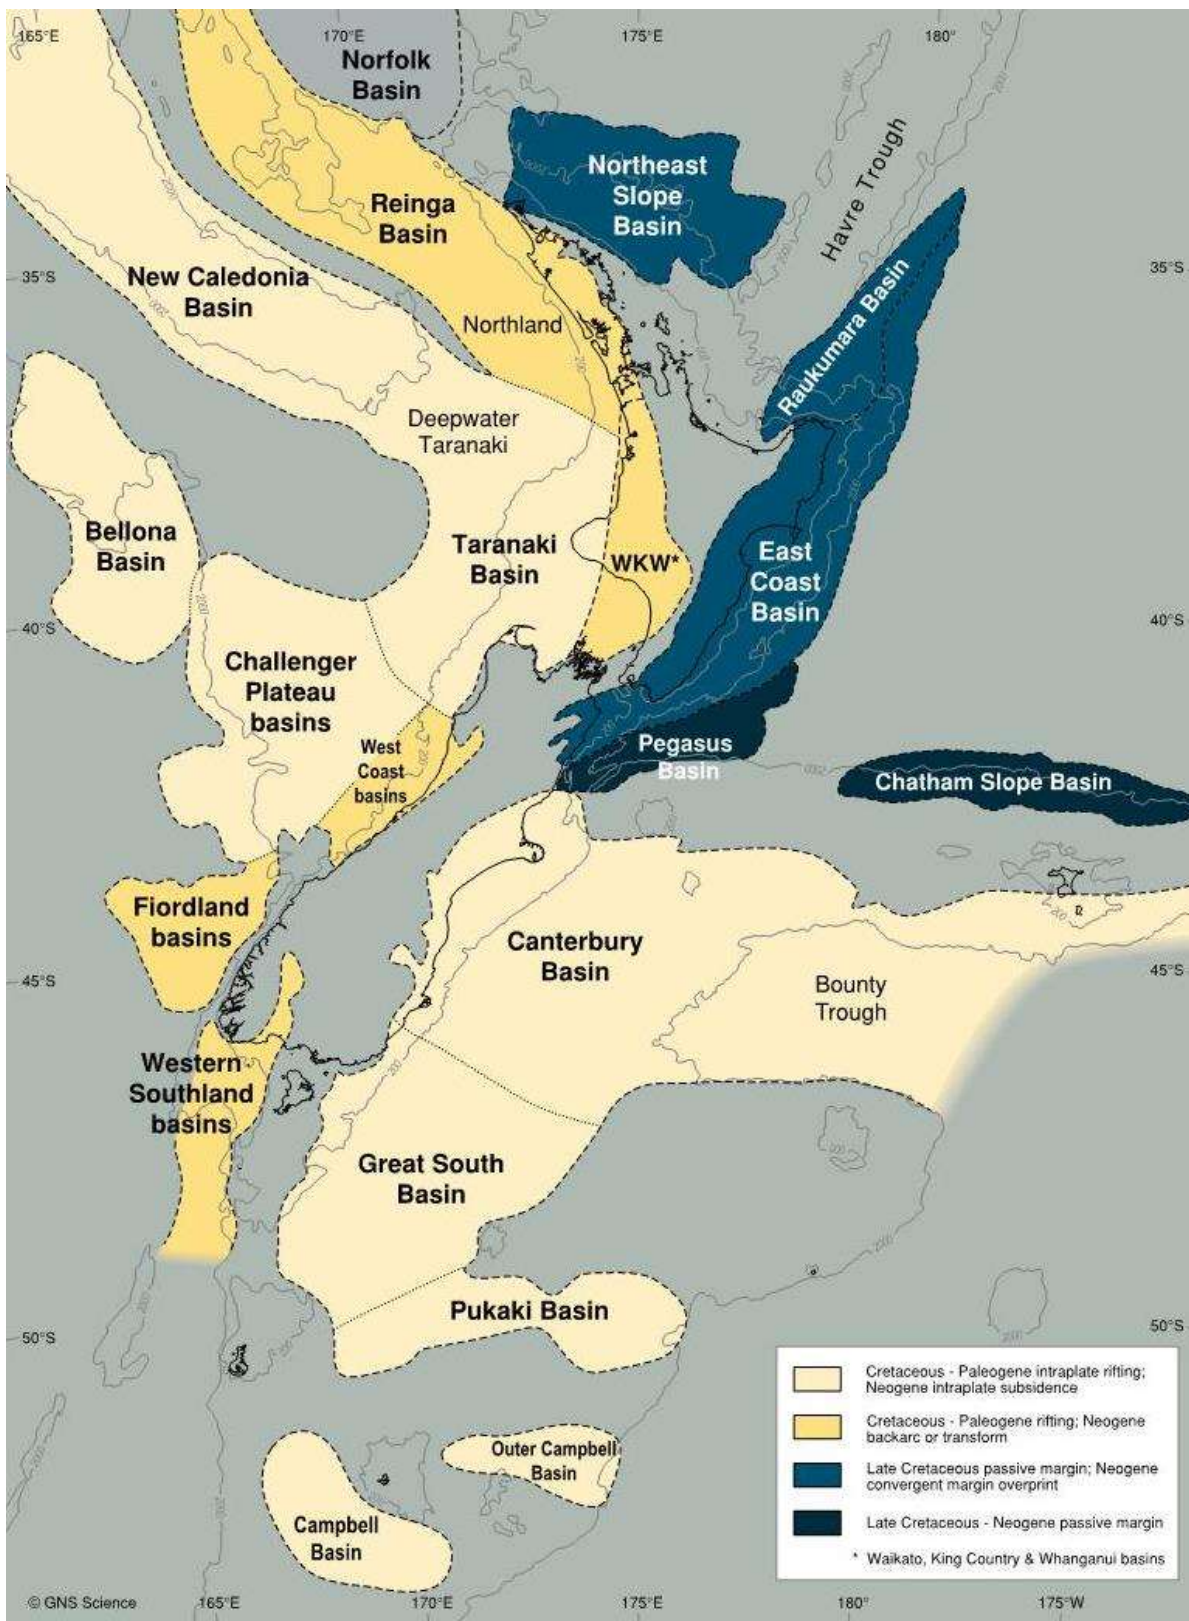 165°E
170°E
175°E
180°
Norfolk
Basin
Northeast
Slope
Basin
Havre Trough
Reinga
Basin
35°S
35°S
New Caledonia
Basin
Raukumara Basin
Northland
Deepwater
Taranaki
Bellona
Basin
Taranaki
Basin
WKW*
East
Coast
Basin
40°S
40°S
Challenger
Plateau
basins
West
Coast
basins
Pegasus
Basin
Chatham Slope Basin
Fiordland
basins
Canterbury
Basin
45°S
45°S
Bounty
Trough
Western
Southland
basins
Great South
Basin
Pukaki Basin
50°S
50°S
Outer Campbell
Basin
Campbell
Basin
Cretaceous - Paleogene intraplate rifting;
Neogene intraplate subsidence
Cretaceous - Paleogene rifting; Neogene
backarc or transform
Late Cretaceous passive margin; Neogene
convergent margin overprint
Late Cretaceous - Neogene passive margin
* Waikato, King Country & Whanganui basins
© GNS Science
165°E
170°E
175°E
180°
175°W